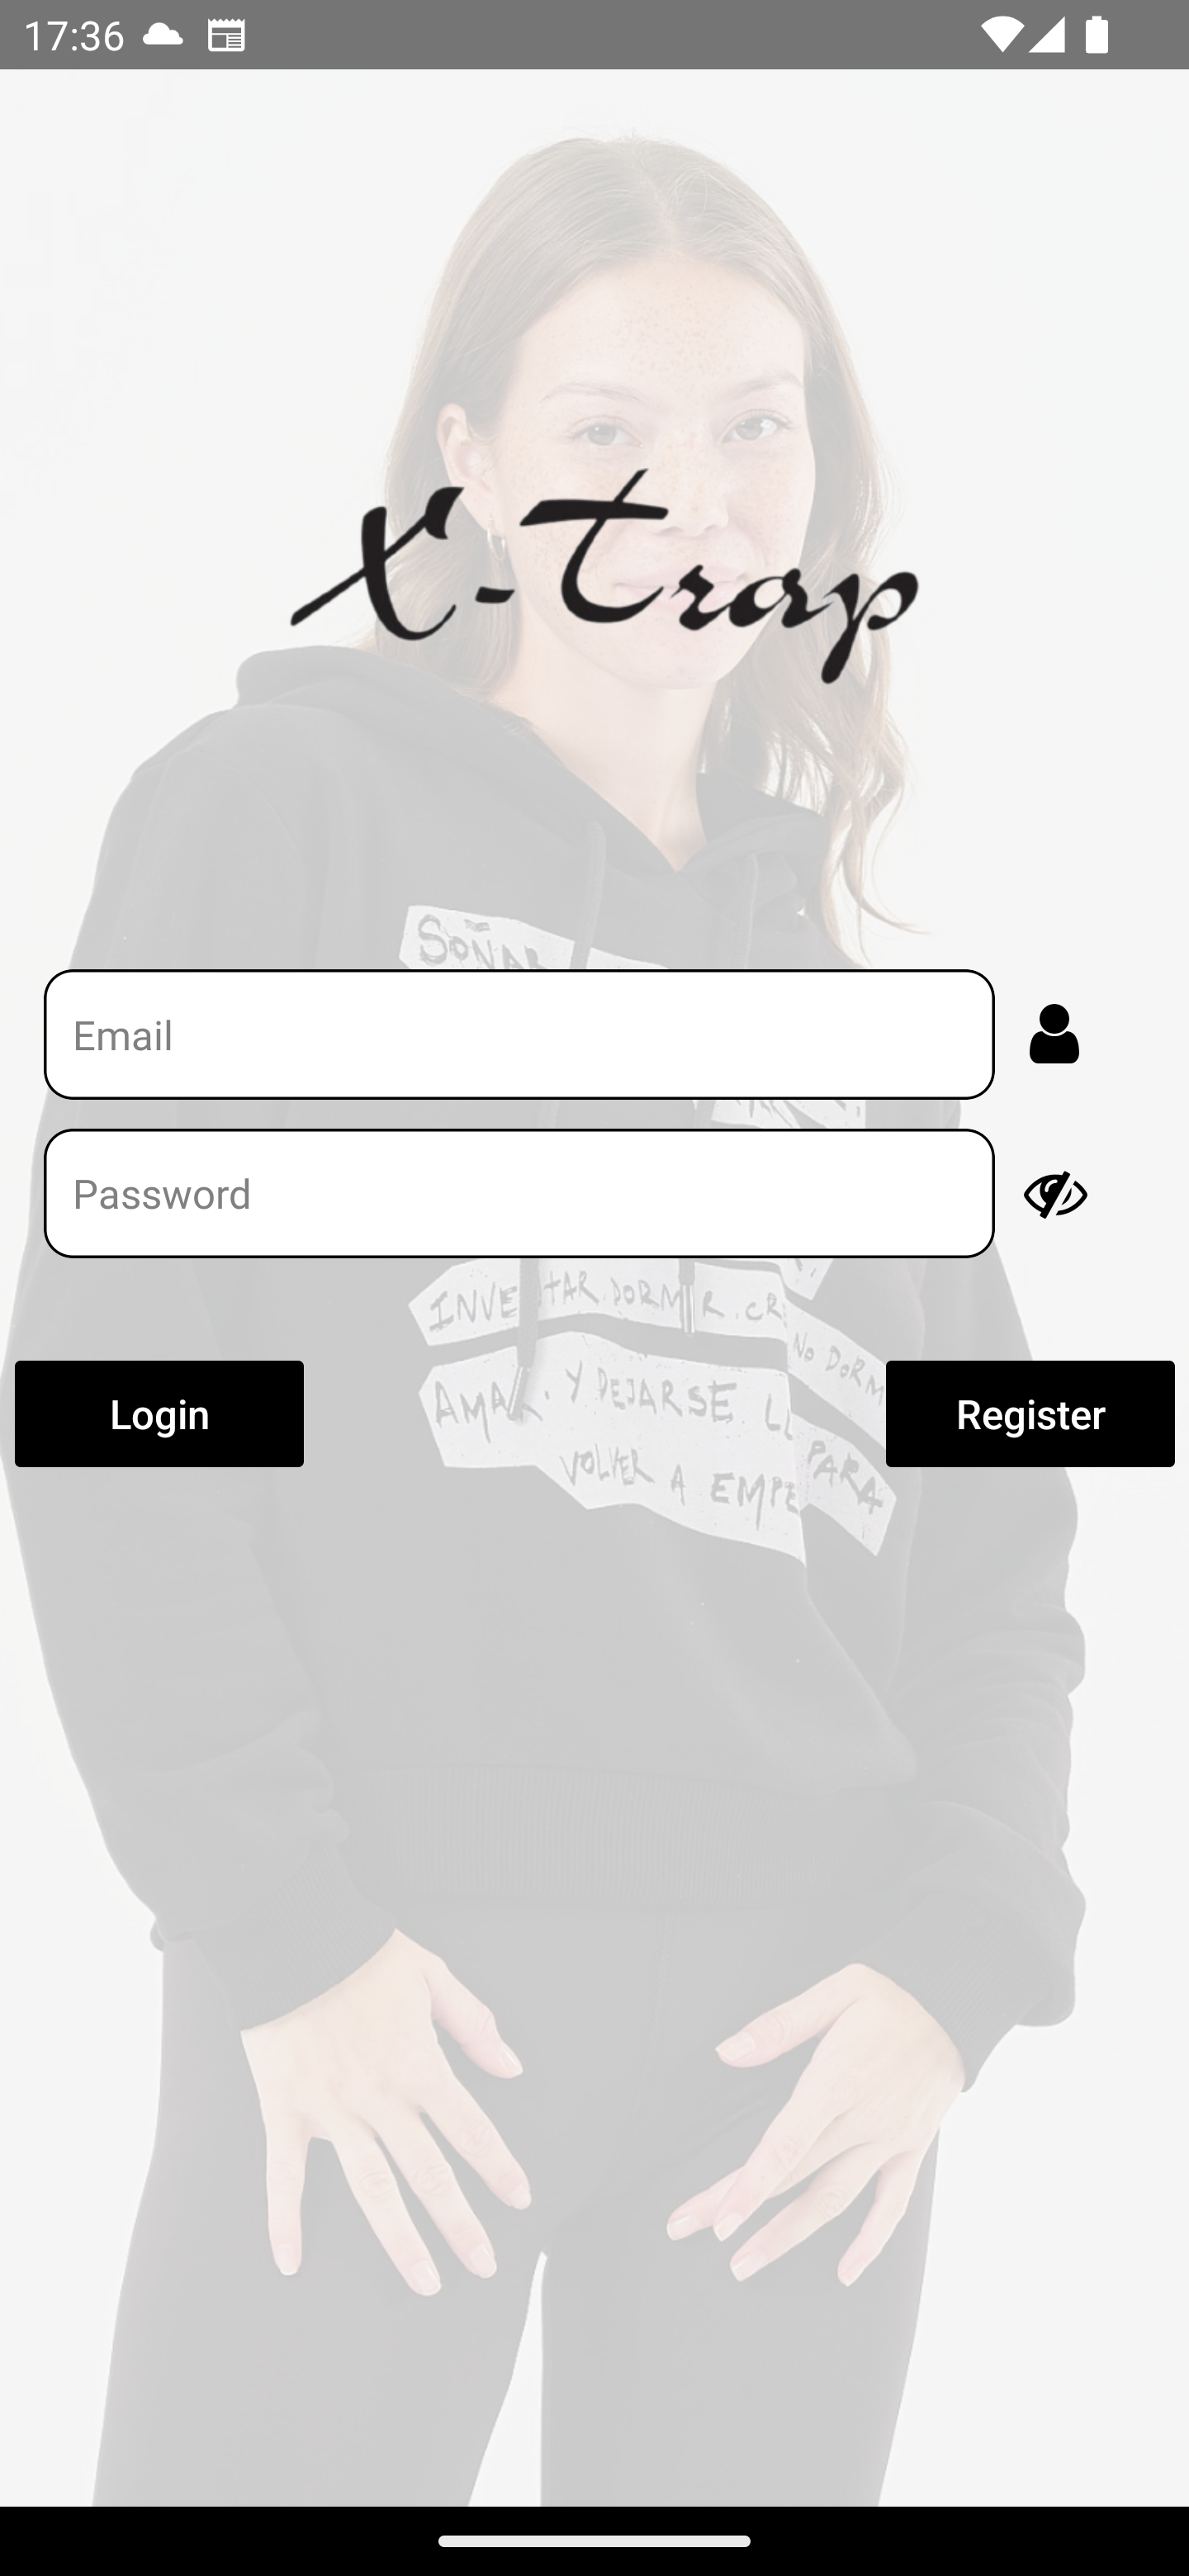 17:36
X-Trap
SOÑAR
Email
Password
INVE TAR.DORM R.CR
NO DORM
AMA . Y DEJARSE LL
PARA
VOLVER A EMPE
Login
Register